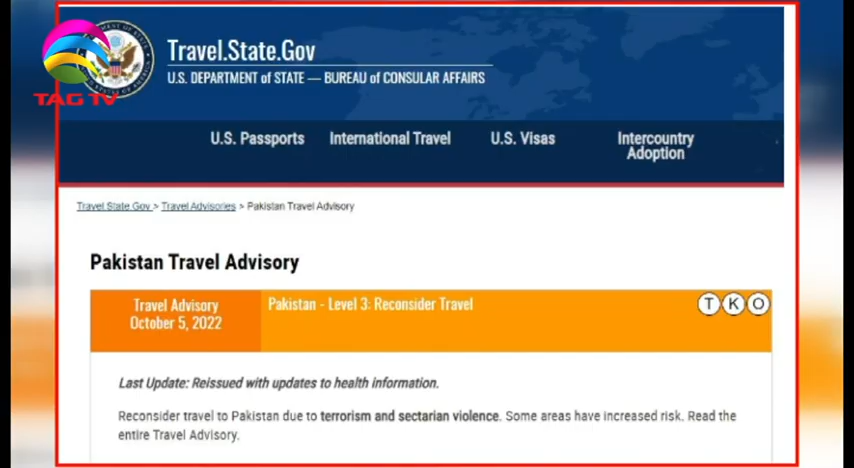 TAG TV
Travel.State.Gov
U.S. DEPARTMENT of STATE — BUREAU of CONSULAR AFFAIRS
U.S. Passports International Travel U.S. Visas Intercountry
Adoption
Travel.State.Gov > Travel Advisories > Pakistan Travel Advisory
Pakistan Travel Advisory
Travel Advisory
October 5, 2022
Pakistan - Level 3: Reconsider Travel
T K O
Last Update: Reissued with updates to health information.
Reconsider travel to Pakistan due to terrorism and sectarian violence. Some areas have increased risk. Read the
entire Travel Advisory.